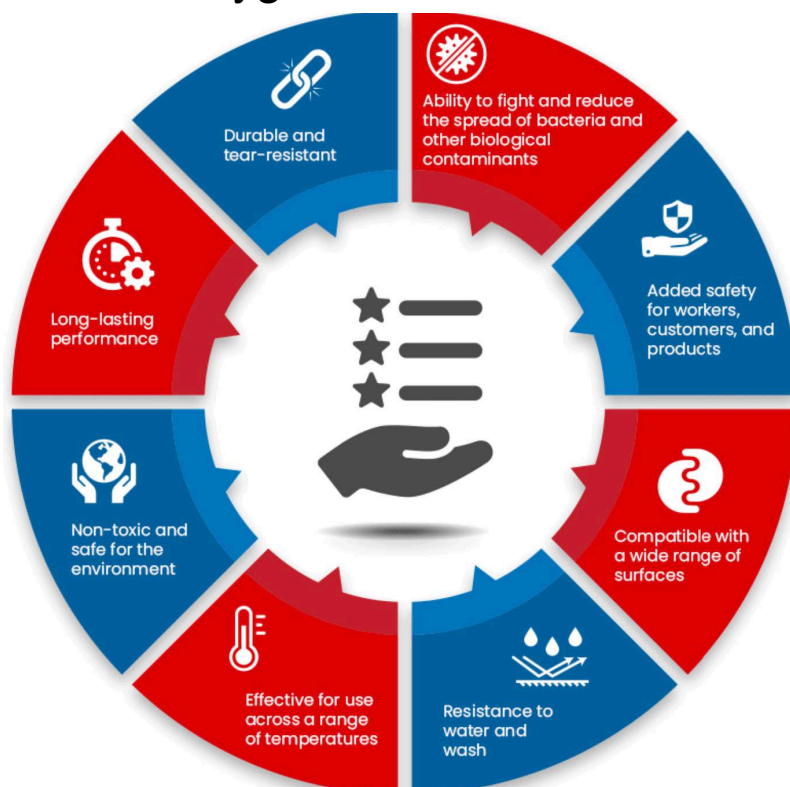 Ability to fight and reduce
the spread of bacteria and
other biological
contaminants
Added safety
for workers,
customers, and
products
Compatible with
a wide range of
surfaces
Resistance to
water and
wash
Effective for use
across a range
of temperatures
Non-toxic and
safe for the
environment
Long-lasting
performance
Durable and
tear-resistant